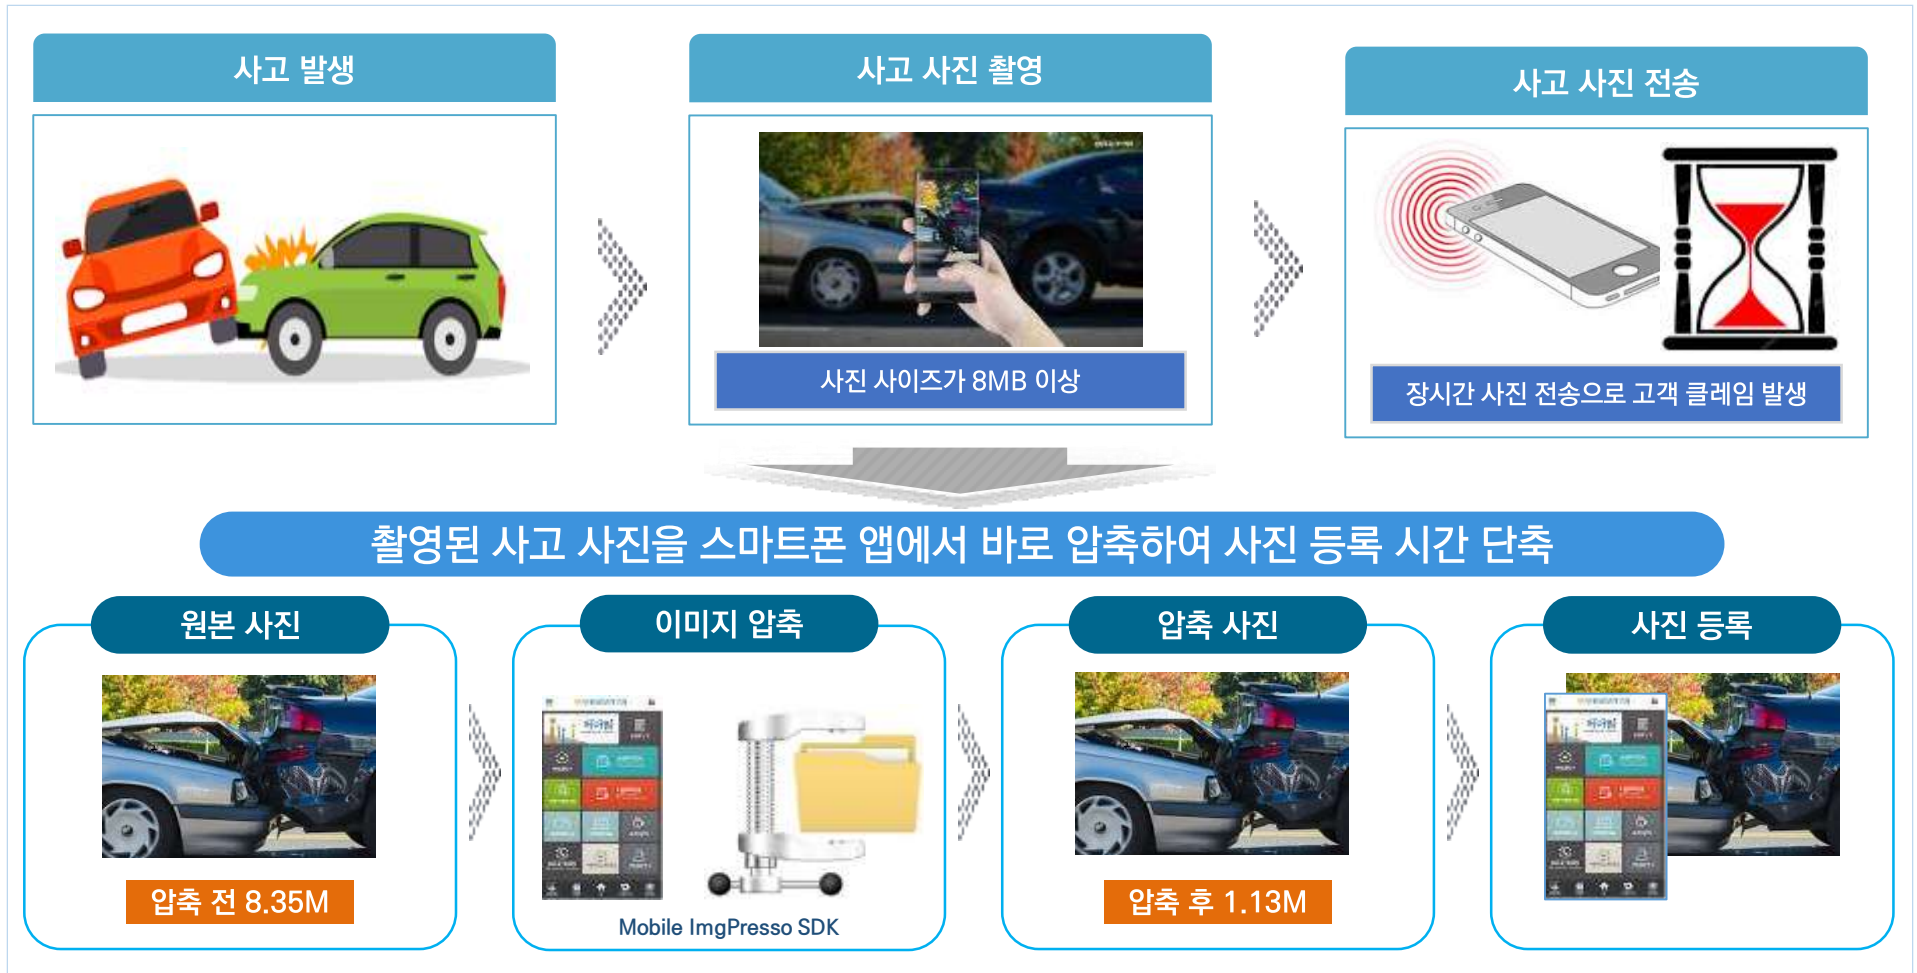 사고 발생
사고 사진 촬영
사고 사진 전송
사진 사이즈가 8MB 이상
장시간 사진 전송으로 고객 클레임 발생
촬영된 사고 사진을 스마트폰 앱에서 바로 압축하여 사진 등록 시간 단축
원본 사진
이미지 압축
압축 사진
사진 등록
압축 전 8.35M
Mobile ImgPresso SDK
압축 후 1.13M